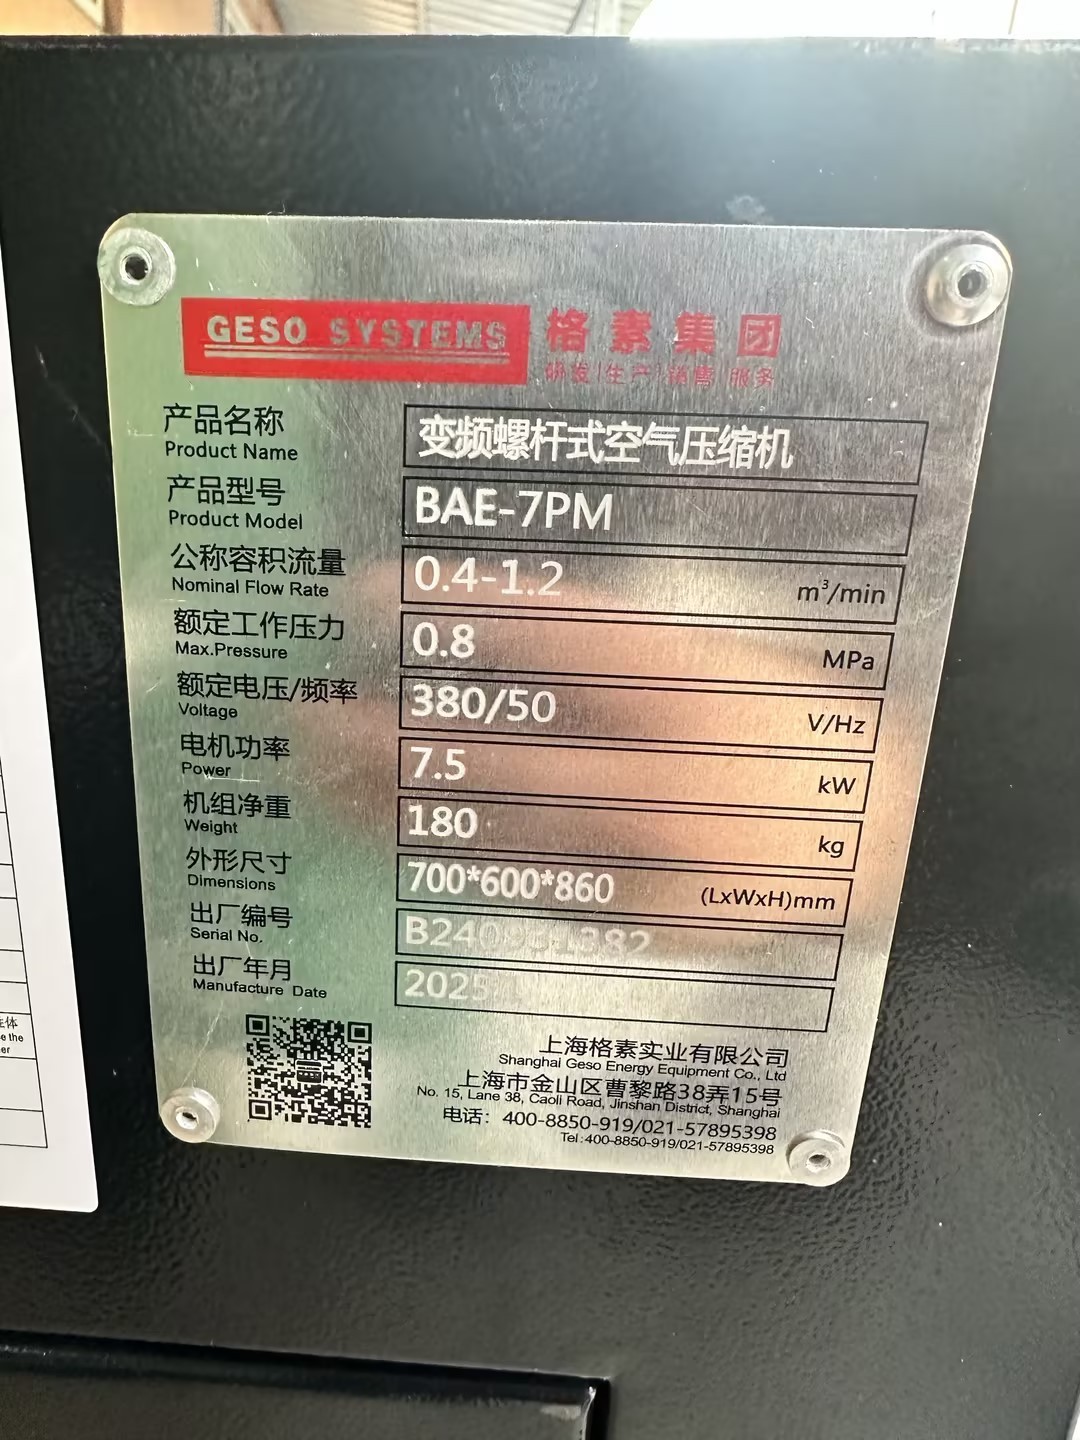 GESO SYSTEMS 格素集团
研发|生产|销售|服务
产品名称 变频螺杆式空气压缩机
Product Name
产品型号 BAE-7PM
Product Model
公称容积流量 0.4-1.2 m³/min
Nominal Flow Rate
额定工作压力 0.8 MPa
Max.Pressure
额定电压/频率 380/50 V/Hz
Voltage
电机功率 7.5 kW
Power
机组净重 180 kg
Weight
外形尺寸 700*600*860 (LxWxH)mm
Dimensions
出厂编号
Serial No.
出厂年月
Manufacture Date
上海格素实业有限公司
Shanghai Geso Energy Equipment Co., Ltd
上海市金山区曹黎路38弄15号
No. 15, Lane 38, Caoli Road, Jinshan District, Shanghai
电话：400-8850-919/021-57895398
Tel:400-8850-919/021-57895398